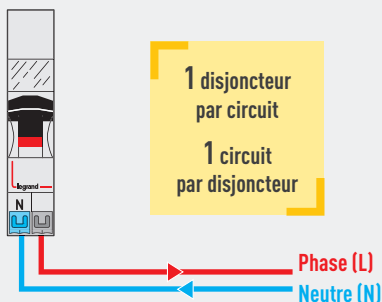 1 disjoncteur
par circuit
1 circuit
par disjoncteur
legrand
N
Phase (L)
Neutre (N)